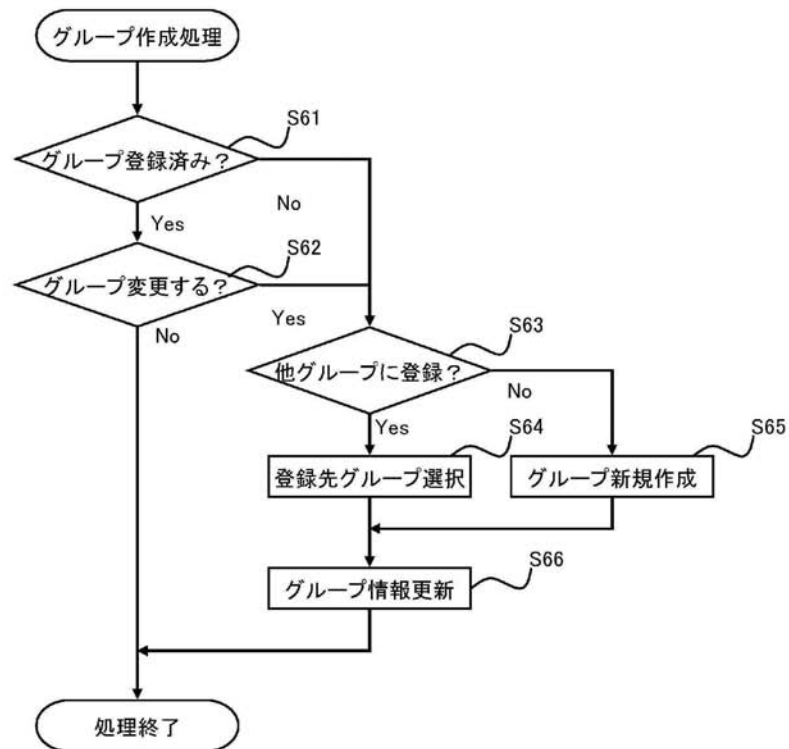 グループ作成処理
S61
グループ登録済み？
No
Yes
S62
グループ変更する？
Yes
No
S63
他グループに登録？
No
Yes
S64
S65
登録先グループ選択
グループ新規作成
S66
グループ情報更新
処理終了